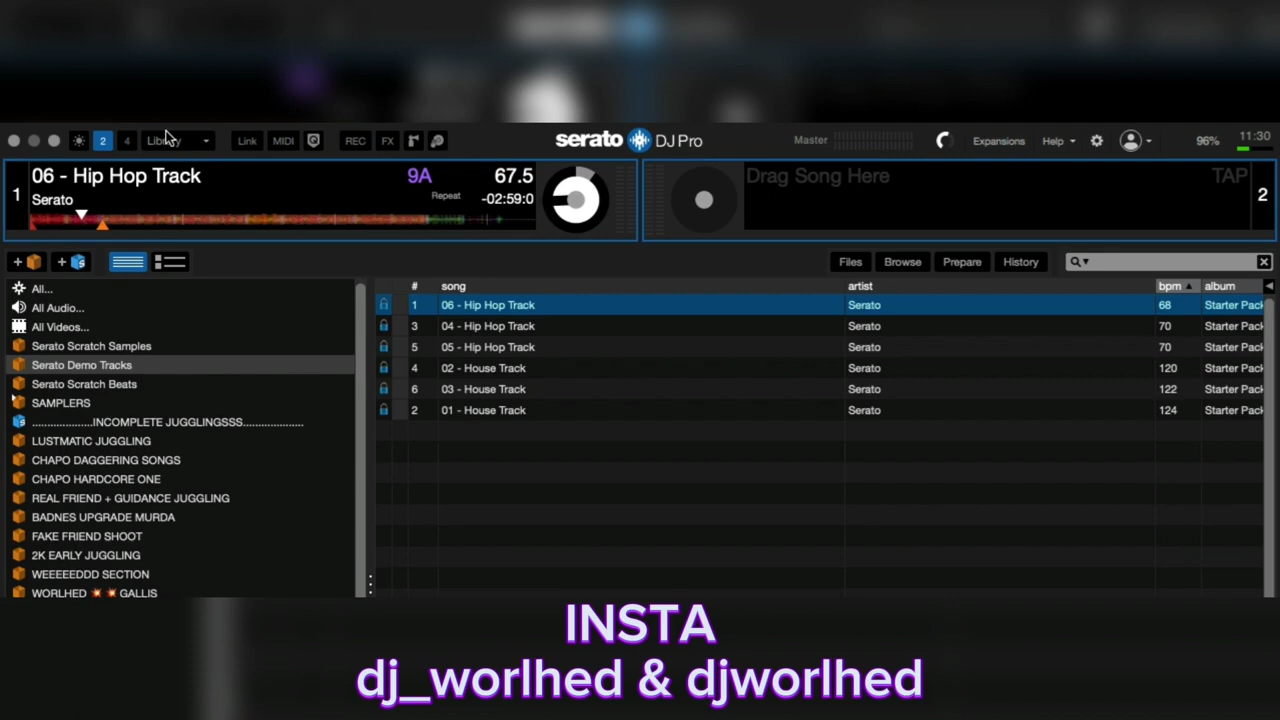 2 4 Library Link MIDI REC FX serato DJ Pro Master Expansions Help 96% 11:30
1 06 - Hip Hop Track 9A 67.5
Serato Repeat -02:59:0
Drag Song Here TAP 2
Files Browse Prepare History
# song artist bpm album
1 06 - Hip Hop Track Serato 68 Starter Pack
3 04 - Hip Hop Track Serato 70 Starter Pack
5 05 - Hip Hop Track Serato 70 Starter Pack
4 02 - House Track Serato 120 Starter Pack
6 03 - House Track Serato 122 Starter Pack
2 01 - House Track Serato 124 Starter Pack
All...
All Audio...
All Videos...
Serato Scratch Samples
Serato Demo Tracks
Serato Scratch Beats
SAMPLERS
....................INCOMPLETE JUGGLINGSSS...................
LUSTMATIC JUGGLING
CHAPO DAGGERING SONGS
CHAPO HARDCORE ONE
REAL FRIEND + GUIDANCE JUGGLING
BADNES UPGRADE MURDA
FAKE FRIEND SHOOT
2K EARLY JUGGLING
WEEEEEDDD SECTION
WORLHED 💥 💥 GALLIS
INSTA
dj_worlhed & djworlhed